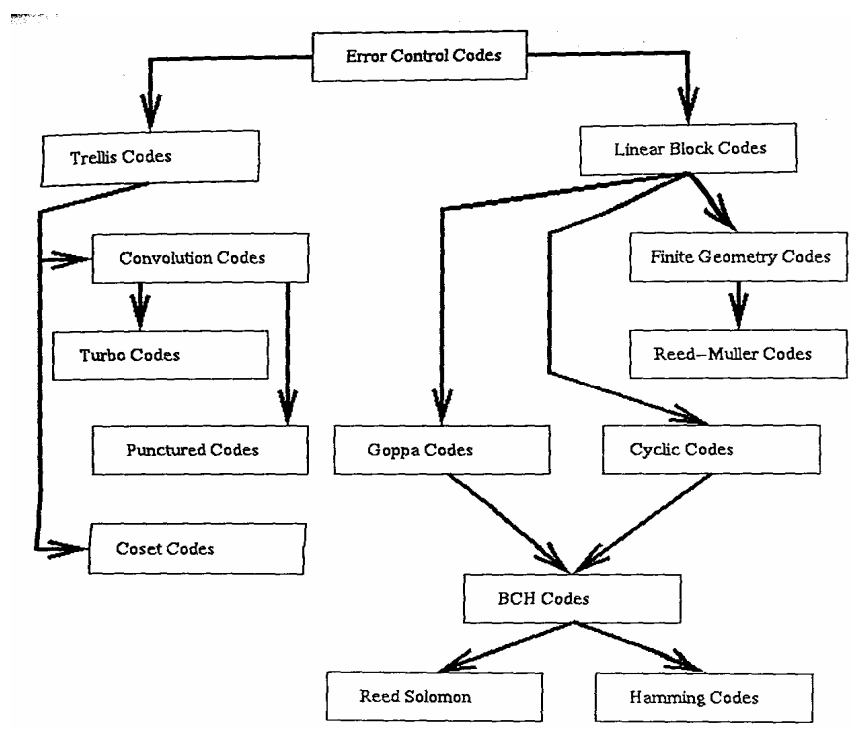 Error Control Codes
Trellis Codes
Linear Block Codes
Convolution Codes
Finite Geometry Codes
Turbo Codes
Reed-Muller Codes
Punctured Codes
Goppa Codes
Cyclic Codes
Coset Codes
BCH Codes
Reed Solomon
Hamming Codes